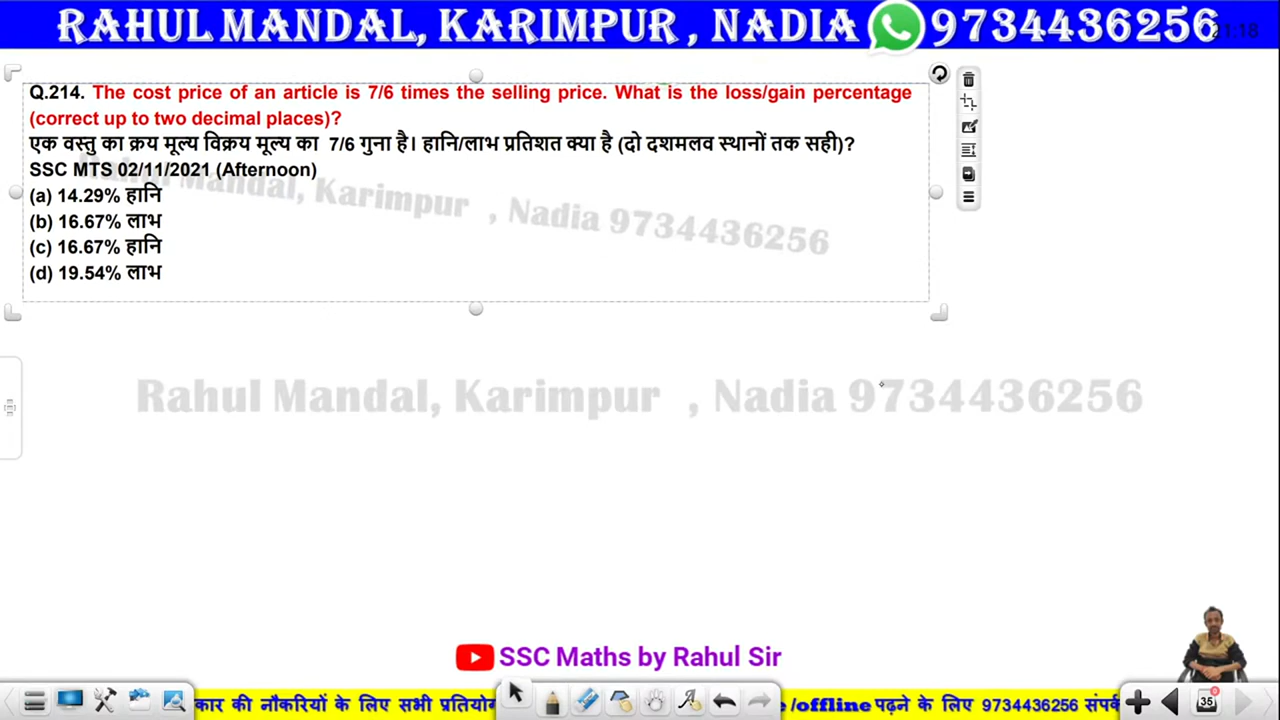 RAHUL MANDAL, KARIMPUR , NADIA 9734436256
21:18
Q.214. The cost price of an article is 7/6 times the selling price. What is the loss/gain percentage
(correct up to two decimal places)?
एक वस्तु का क्रय मूल्य विक्रय मूल्य का 7/6 गुना है। हानि/लाभ प्रतिशत क्या है (दो दशमलव स्थानों तक सही)?
SSC MTS 02/11/2021 (Afternoon)
Rahul Mandal, Karimpur , Nadia 9734436256
(a) 14.29% हानि
(b) 16.67% लाभ
(c) 16.67% हानि
(d) 19.54% लाभ
Rahul Mandal, Karimpur , Nadia 9734436256
SSC Maths by Rahul Sir
कार की नौकरियों के लिए सभी प्रतियो
/offline पढ़ने के लिए 9734436256 संपर्क
35